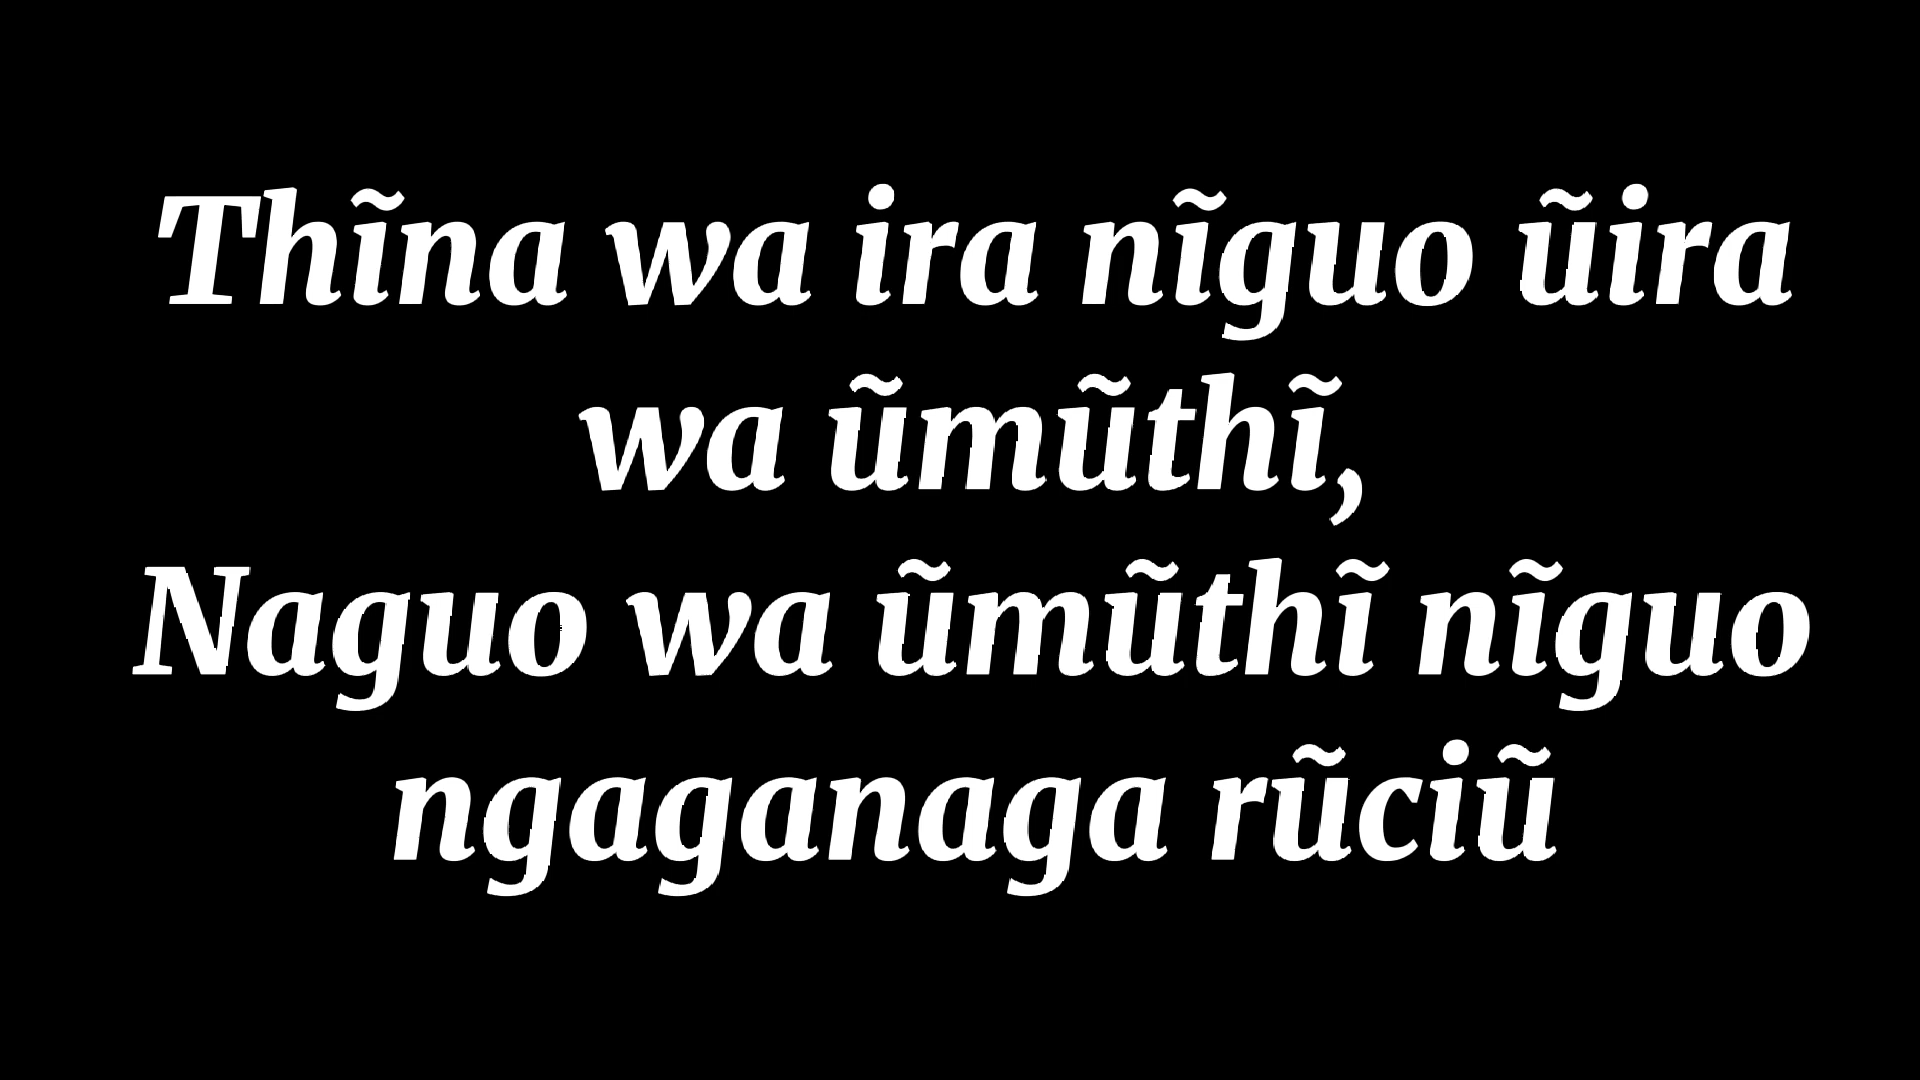 Thĩna wa ira nĩguo ũira
wa ũmũthĩ,
Naguo wa ũmũthĩ nĩguo
ngaganaga rũciũ